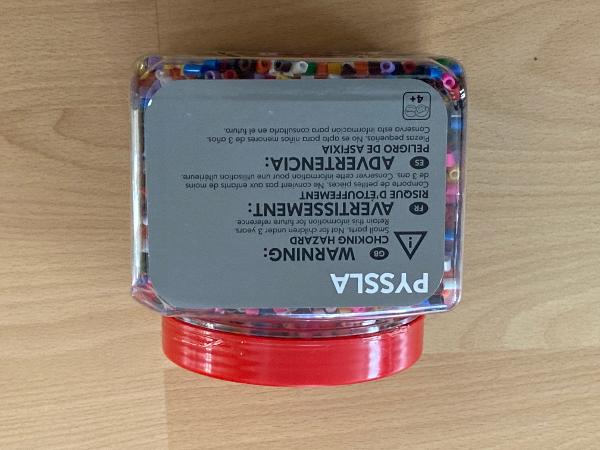 PYSSLA
GB WARNING:
CHOKING HAZARD
Small parts. Not for children under 3 years.
Retain this information for future reference.
FR AVERTISSEMENT:
RISQUE D'ÉTOUFFEMENT
Comporte de petites pièces. Ne convient pas aux enfants de moins
de 3 ans. Conserver cette information pour une utilisation ultérieure.
ES ADVERTENCIA:
PELIGRO DE ASFIXIA
Piezas pequeñas. No es apto para niños menores de 3 años.
Conserva esta información para consultarla en el futuro.
4+